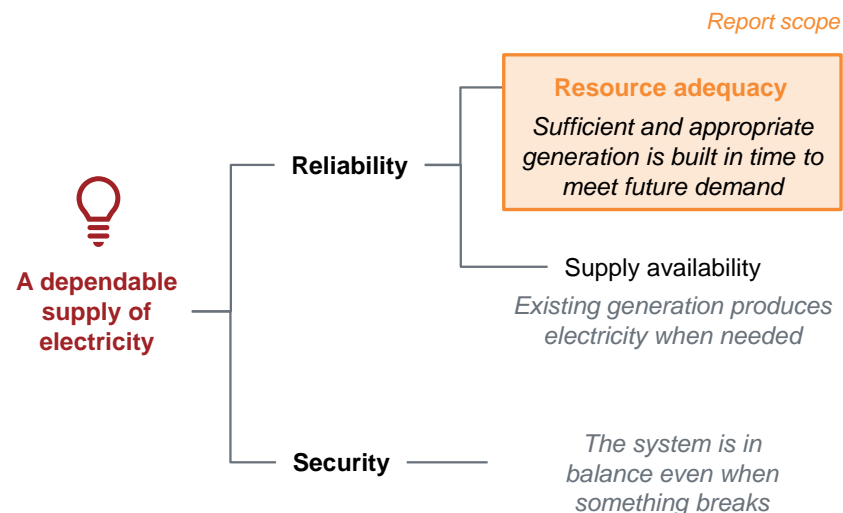 Report scope
Resource adequacy
Sufficient and appropriate
generation is built in time to
meet future demand
Reliability
Supply availability
Existing generation produces
electricity when needed
A dependable
supply of
electricity
Security
The system is in
balance even when
something breaks